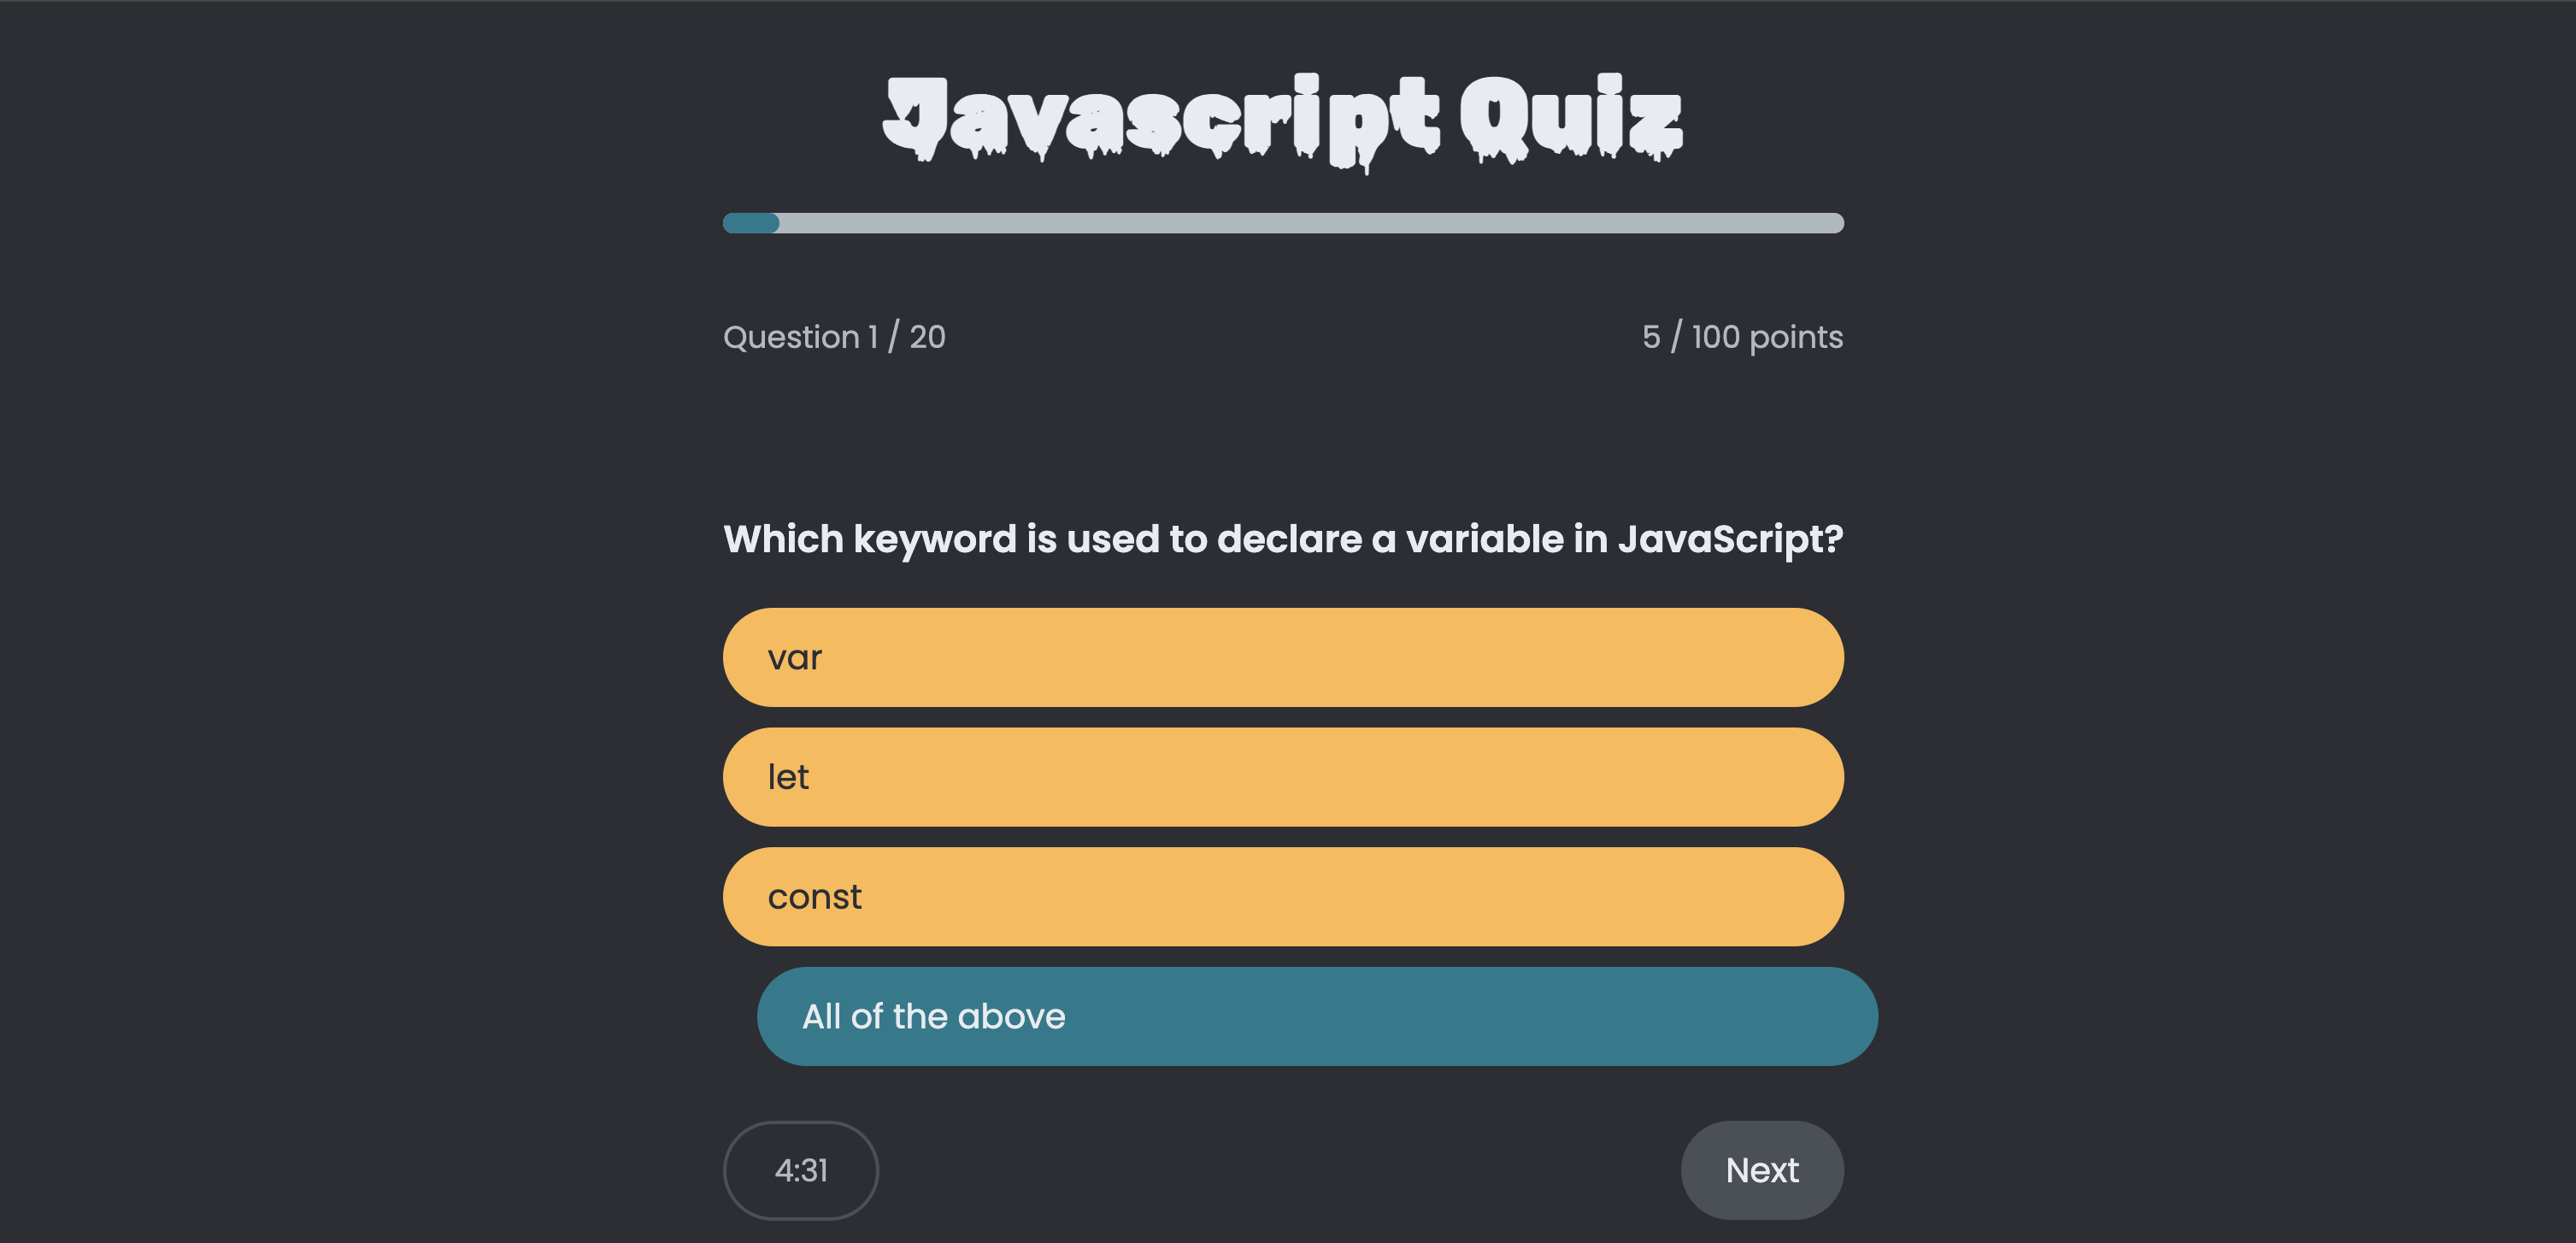 Javascript Quiz
Question 1 / 20
5 / 100 points
Which keyword is used to declare a variable in JavaScript?
var
let
const
All of the above
4:31
Next